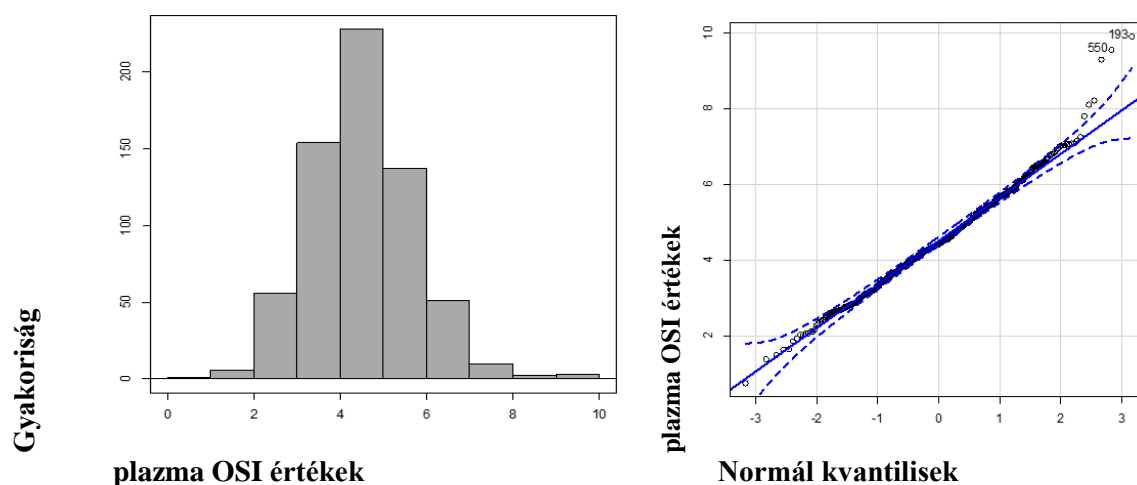 Gyakoriság
200
150
100
50
0
0 2 4 6 8 10
plazma OSI értékek
plazma OSI értékek
10
8
6
4
2
193
550
-3 -2 -1 0 1 2 3
Normál kvantilisek